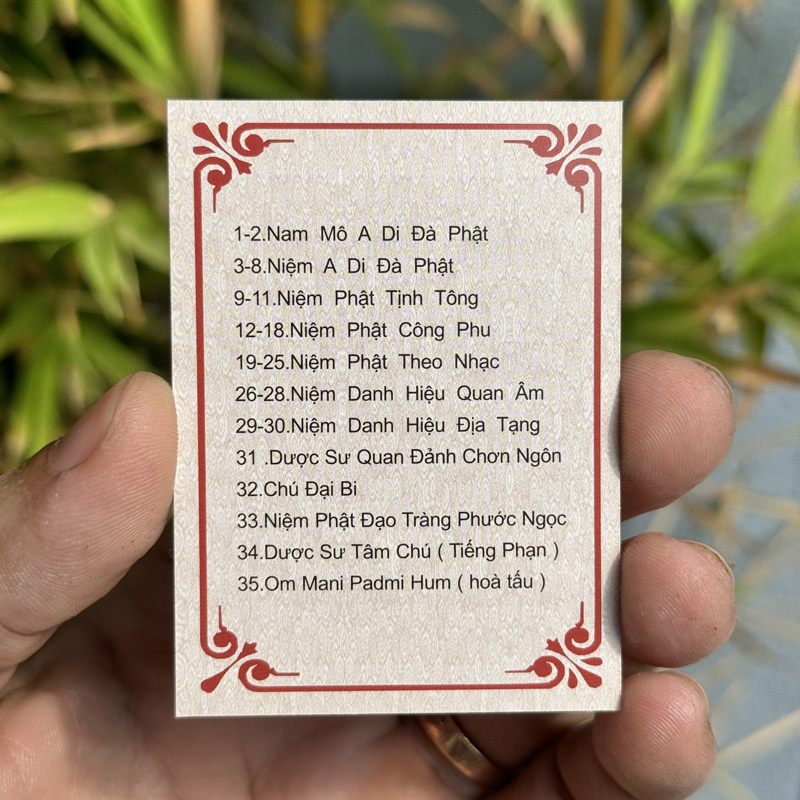 1-2.Nam Mô A Di Đà Phật
3-8.Niệm A Di Đà Phật
9-11.Niệm Phật Tịnh Tông
12-18.Niệm Phật Công Phu
19-25.Niệm Phật Theo Nhạc
26-28.Niệm Danh Hiệu Quan Âm
29-30.Niệm Danh Hiệu Địa Tạng
31 .Dược Sư Quan Đảnh Chơn Ngôn
32.Chú Đại Bi
33.Niệm Phật Đạo Tràng Phước Ngọc
34.Dược Sư Tâm Chú ( Tiếng Phạn )
35.Om Mani Padmi Hum ( hoà tấu )